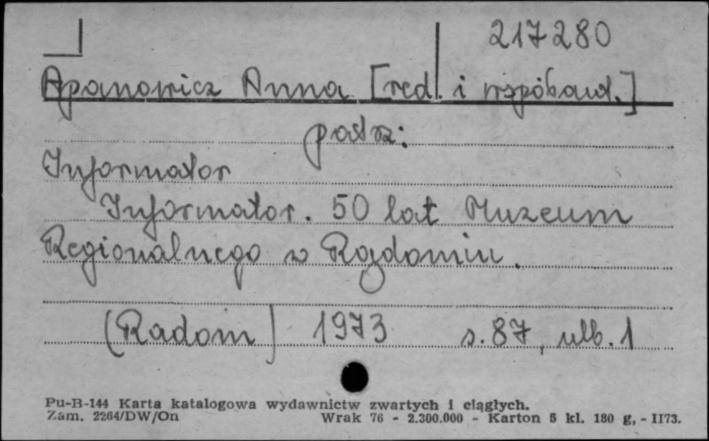 217280
Apanowicz Anna [red. i współaut.]
patrz:
Informator
Informator. 50 lat Muzeum
Regionalnego w Radomiu.
(Radom) 1973 s. 87, ulb. 1
Pu-B-144 Karta katalogowa wydawnictw zwartych i ciągłych.
Zam. 2264/DW/On Wrak 76 - 2.300.000 - Karton 5 kl. 180 g, - II73.